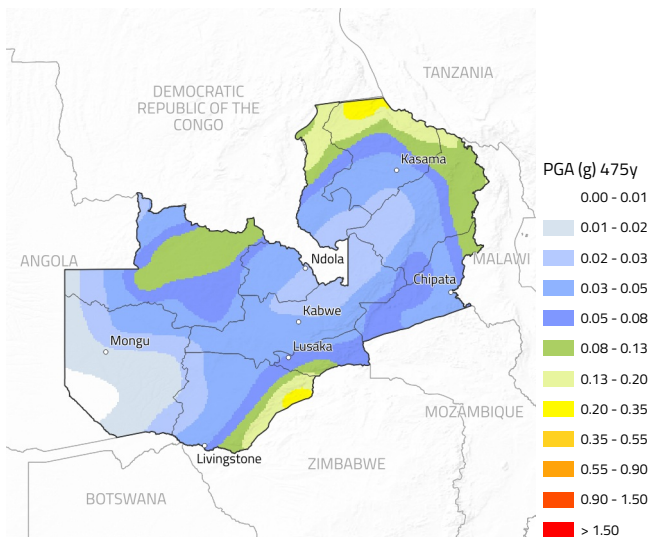 TANZANIA
DEMOCRATIC
REPUBLIC OF THE
CONGO
Kasama
PGA (g) 475y
0.00 - 0.01
0.01 - 0.02
0.02 - 0.03
0.03 - 0.05
0.05 - 0.08
0.08 - 0.13
0.13 - 0.20
0.20 - 0.35
0.35 - 0.55
0.55 - 0.90
0.90 - 1.50
> 1.50
ANGOLA
Ndola
MALAWI
Chipata
Kabwe
Mongu
Lusaka
MOZAMBIQUE
Livingstone
ZIMBABWE
BOTSWANA